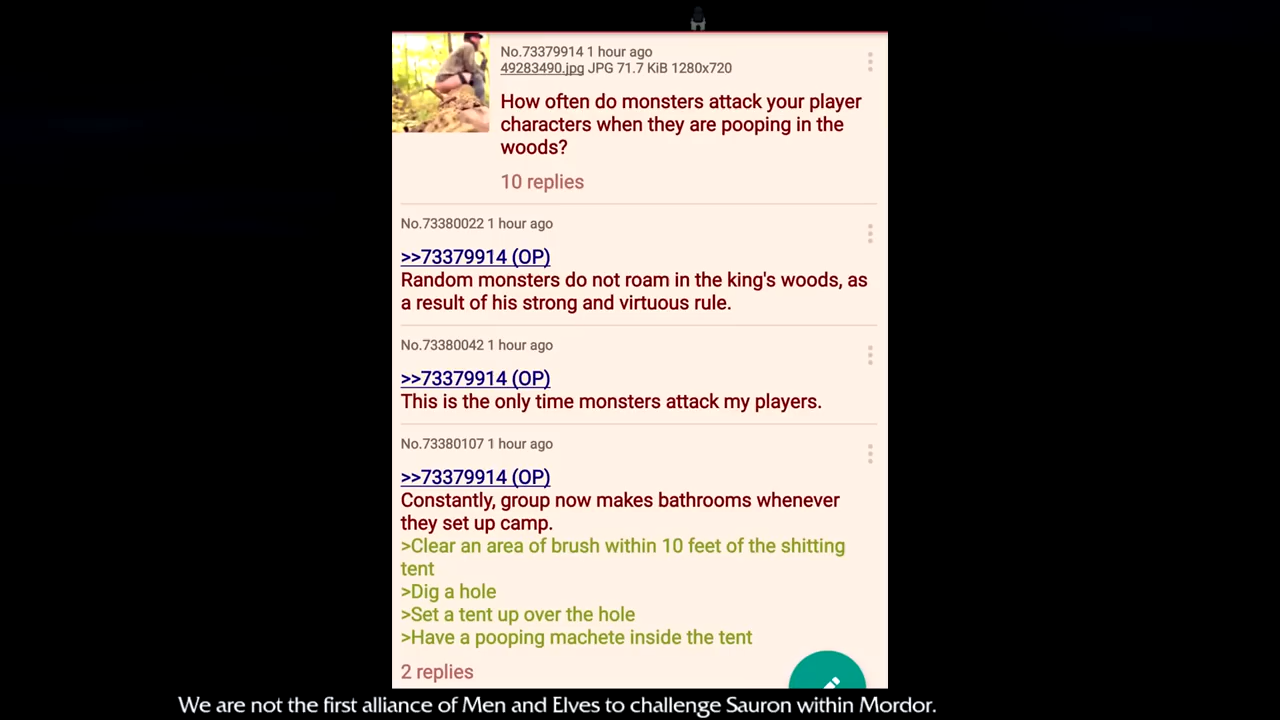 No.73379914 1 hour ago
49283490.jpg JPG 71.7 KiB 1280x720
How often do monsters attack your player
characters when they are pooping in the
woods?
10 replies
No.73380022 1 hour ago
>>73379914 (OP)
Random monsters do not roam in the king's woods, as
a result of his strong and virtuous rule.
No.73380042 1 hour ago
>>73379914 (OP)
This is the only time monsters attack my players.
No.73380107 1 hour ago
>>73379914 (OP)
Constantly, group now makes bathrooms whenever
they set up camp.
>Clear an area of brush within 10 feet of the shitting
tent
>Dig a hole
>Set a tent up over the hole
>Have a pooping machete inside the tent
2 replies
We are not the first alliance of Men and Elves to challenge Sauron within Mordor.